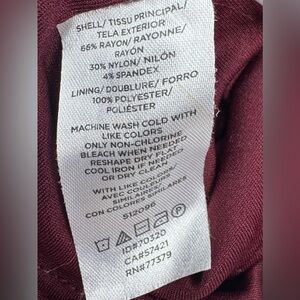 SHELL/ TISSU PRINCIPAL/
TELA EXTERIOR
66% RAYON/ RAYONNE/
RAYÓN
30% NYLON/ NILÓN
4% SPANDEX
LINING/ DOUBLURE/ FORRO
100% POLYESTER/
POLIÉSTER
MACHINE WASH COLD WITH
LIKE COLORS
ONLY NON-CHLORINE
BLEACH WHEN NEEDED
RESHAPE DRY FLAT
COOL IRON IF NEEDED
OR DRY CLEAN
WITH LIKE COLORS/
AVEC COULEURS
SIMILAIRES/
CON COLORES SIMILARES
512096
ID#70320
CA#57421
RN#77379